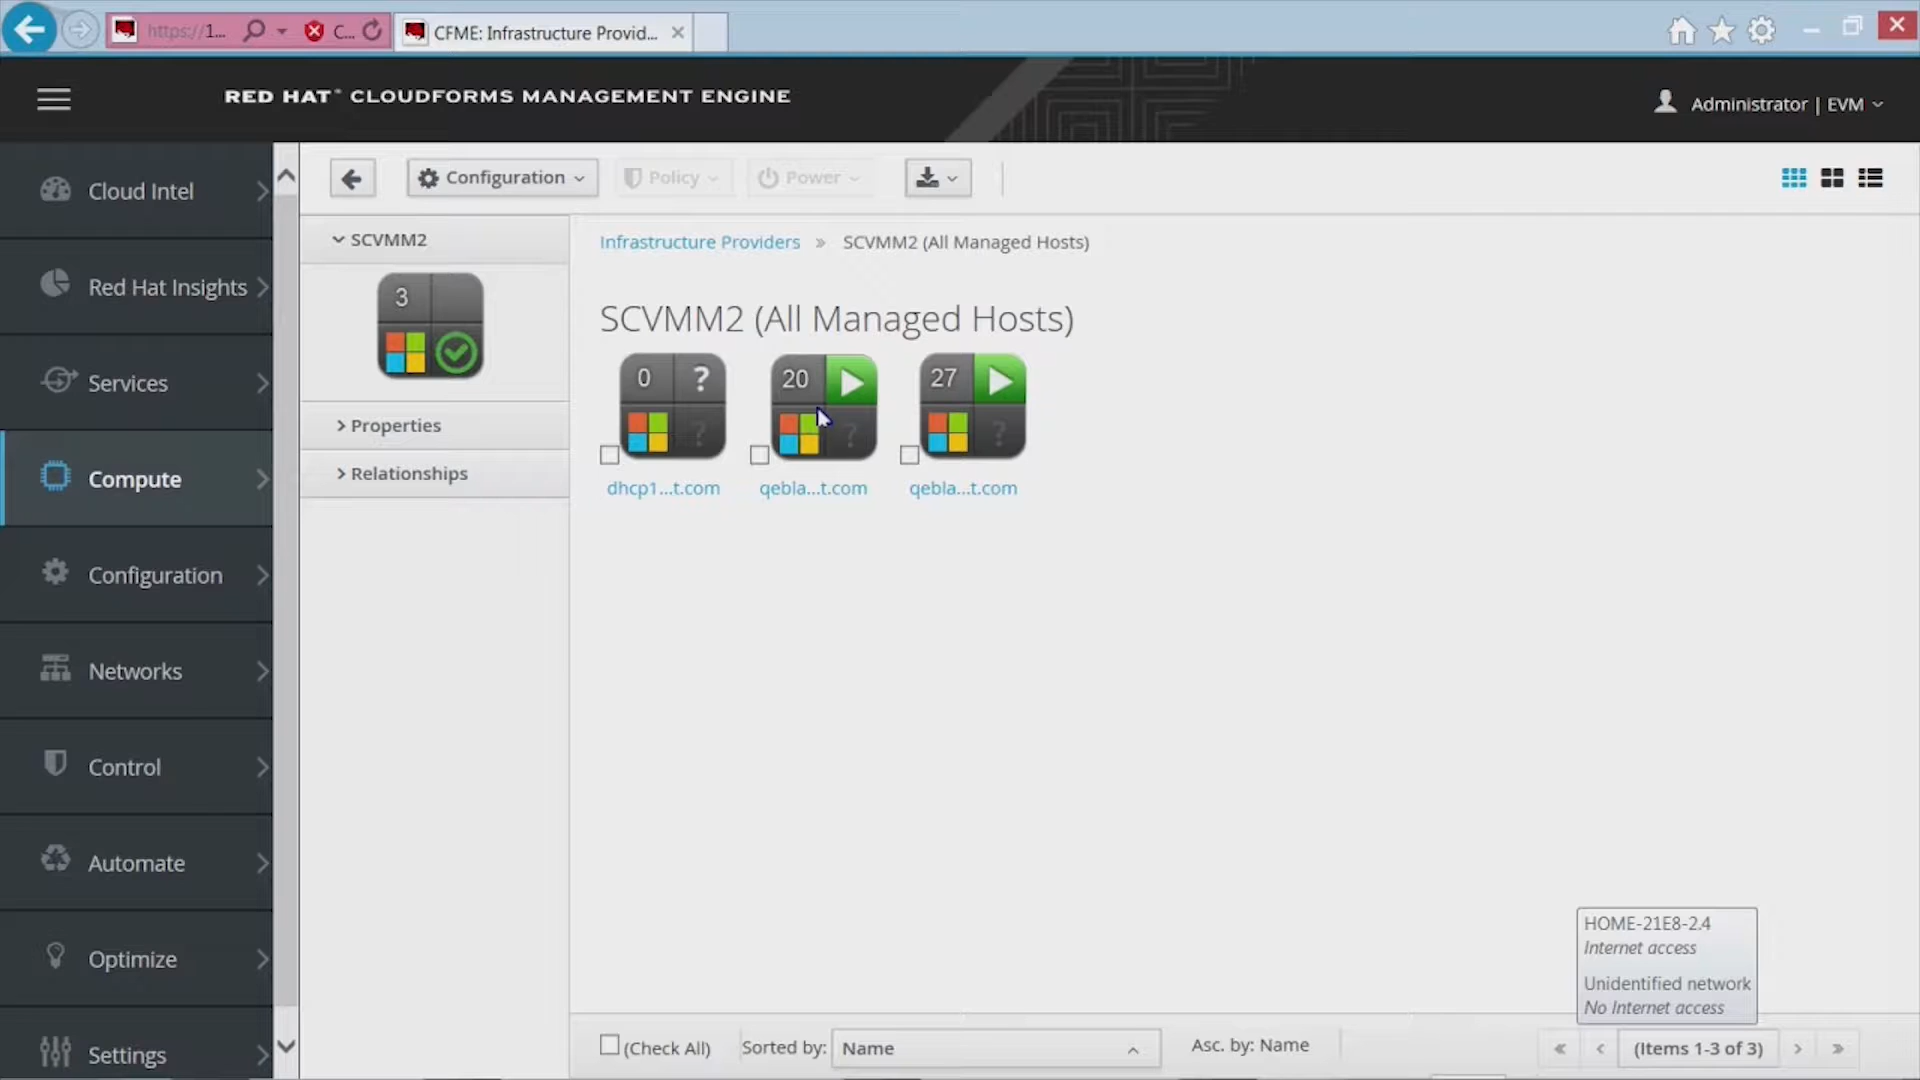 https://1...
C...
CFME: Infrastructure Provid...
RED HAT® CLOUDFORMS MANAGEMENT ENGINE
Administrator | EVM
Cloud Intel
Red Hat Insights
Services
Compute
Configuration
Networks
Control
Automate
Optimize
Settings
Configuration
Policy
Power
SCVMM2
3
Properties
Relationships
Infrastructure Providers » SCVMM2 (All Managed Hosts)
SCVMM2 (All Managed Hosts)
0 ?
?
20
?
27
?
dhcp1...t.com
qebla...t.com
qebla...t.com
HOME-21E8-2.4
Internet access
Unidentified network
No Internet access
(Check All)
Sorted by:
Name
Asc. by: Name
« ‹ (Items 1-3 of 3) › »